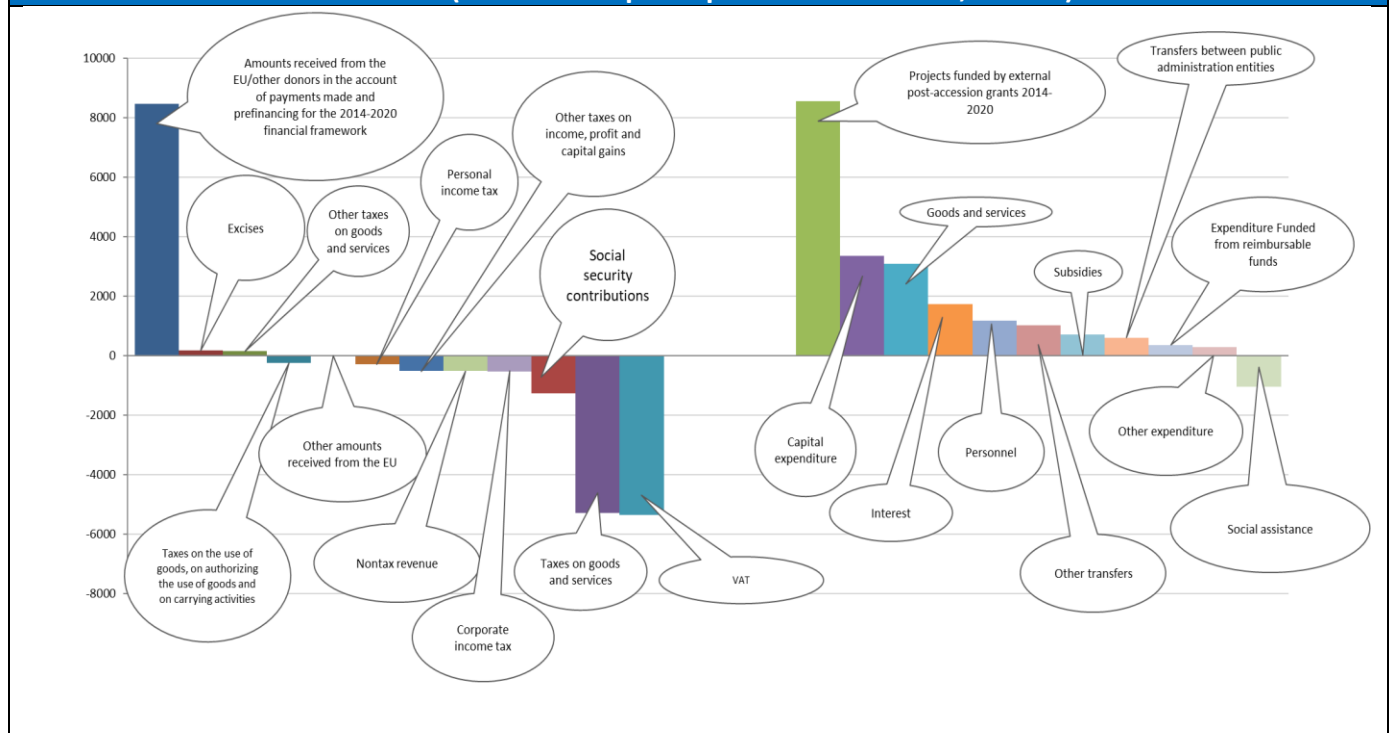 10000
8000
6000
4000
2000
0
-2000
-4000
-6000
-8000
Amounts received from the
EU/other donors in the account
of payments made and
prefinancing for the 2014-2020
financial framework
Excises
Other taxes
on goods
and services
Personal
income tax
Other taxes on
income, profit and
capital gains
Social
security
contributions
Other amounts
received from the EU
Taxes on the use of
goods, on authorizing
the use of goods and
on carrying activities
Nontax revenue
Corporate
income tax
Taxes on goods
and services
VAT
Projects funded by external
post-accession grants 2014-
2020
Goods and services
Transfers between public
administration entities
Subsidies
Expenditure Funded
from reimbursable
funds
Capital
expenditure
Interest
Personnel
Other transfers
Other expenditure
Social assistance